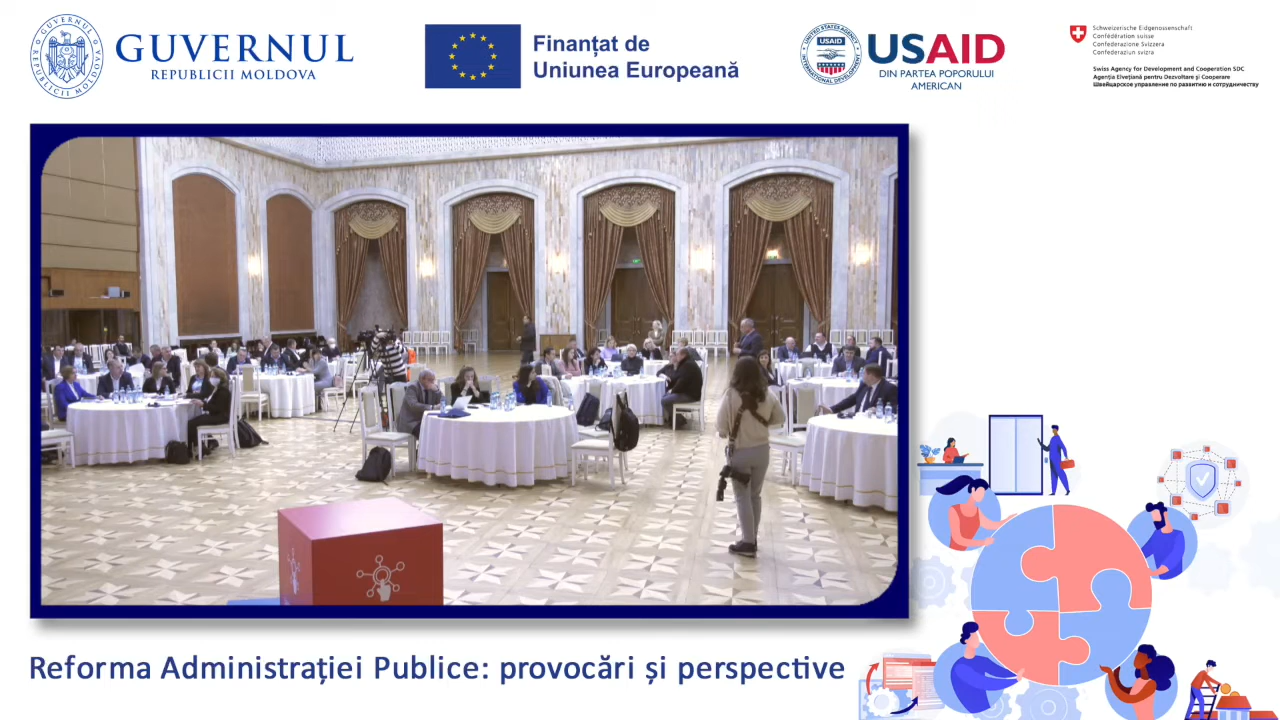 GUVERNUL
REPUBLICII MOLDOVA
Finanțat de
Uniunea Europeană
USAID
USAID
DIN PARTEA POPORULUI
AMERICAN
Schweizerische Eidgenossenschaft
Confédération suisse
Confederazione Svizzera
Confederaziun svizra
Swiss Agency for Development and Cooperation SDC
Agenția Elvețiană pentru Dezvoltare și Cooperare
Швейцарское управление по развитию и сотрудничеству
Reforma Administrației Publice: provocări și perspective